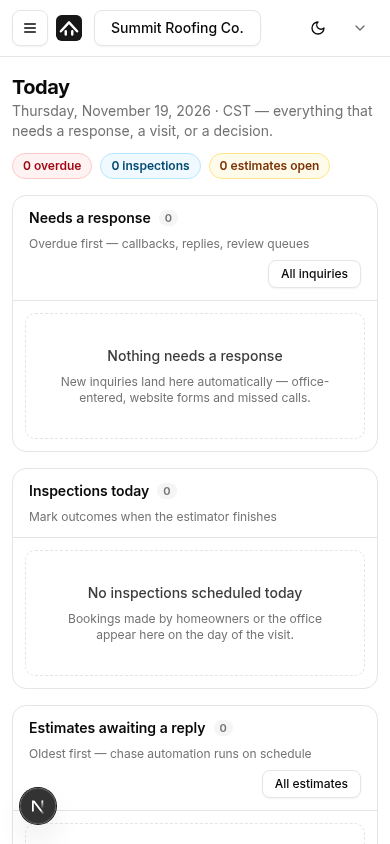 Summit Roofing Co.
Today
Thursday, November 19, 2026 · CST — everything that
needs a response, a visit, or a decision.
0 overdue
0 inspections
0 estimates open
Needs a response 0
Overdue first — callbacks, replies, review queues
All inquiries
Nothing needs a response
New inquiries land here automatically — office-
entered, website forms and missed calls.
Inspections today 0
Mark outcomes when the estimator finishes
No inspections scheduled today
Bookings made by homeowners or the office
appear here on the day of the visit.
Estimates awaiting a reply 0
Oldest first — chase automation runs on schedule
All estimates
N